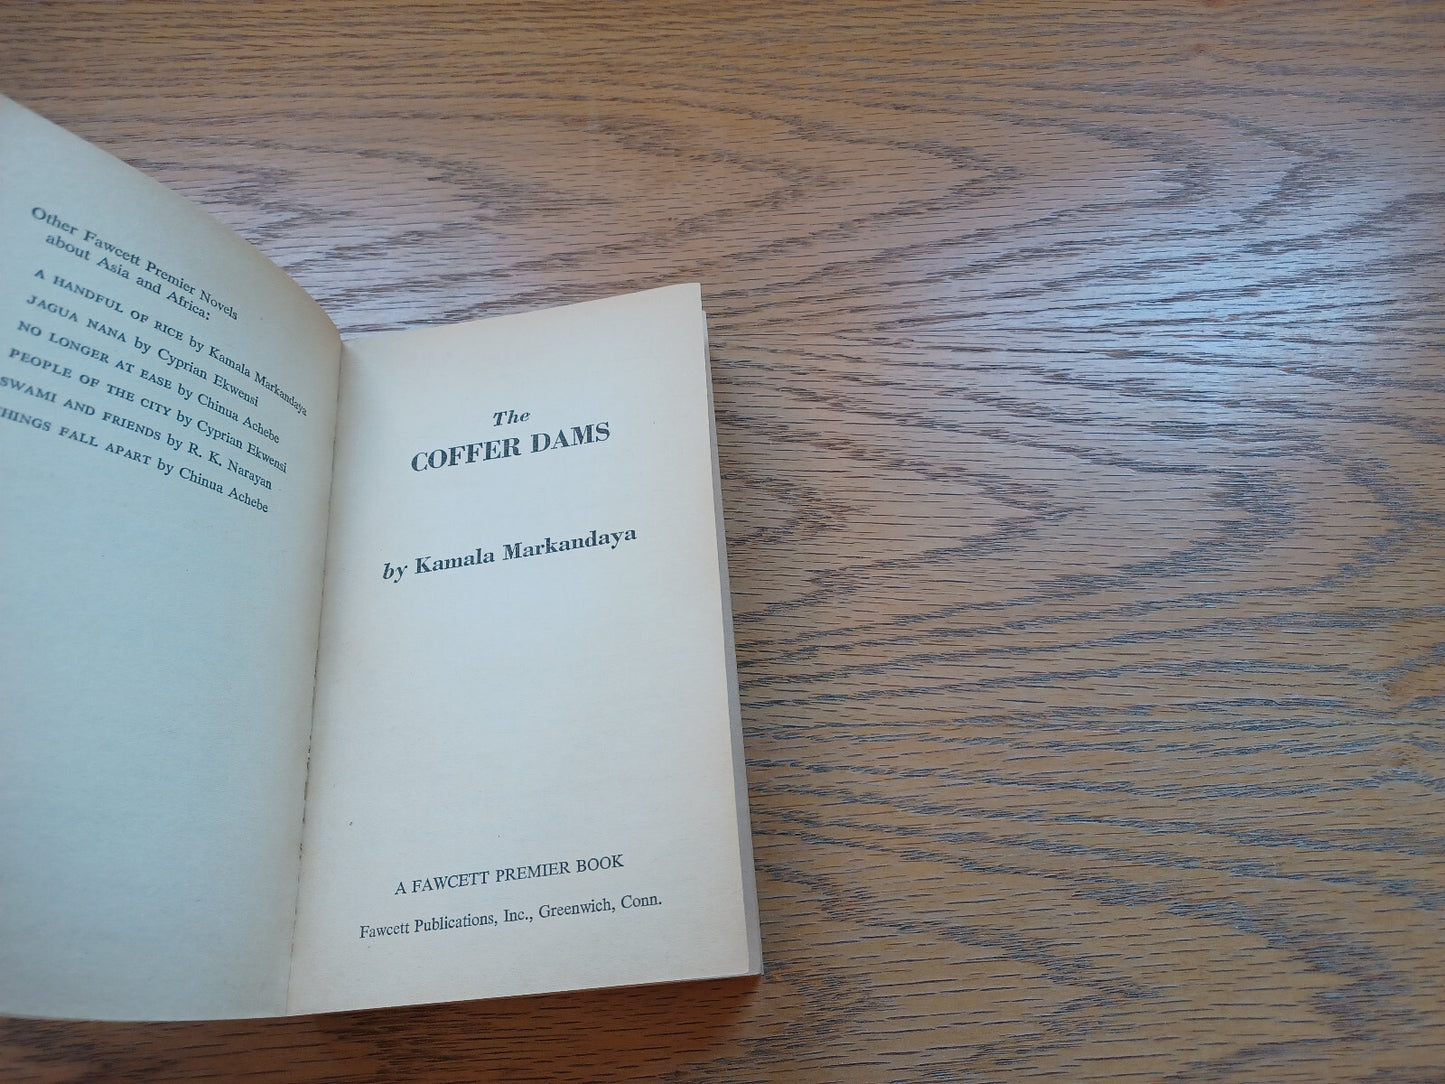 Other Fawcett Premier Novels
about Asia and Africa:
A HANDFUL OF RICE by Kamala Markandaya
JAGUA NANA by Cyprian Ekwensi
NO LONGER AT EASE by Chinua Achebe
PEOPLE OF THE CITY by Cyprian Ekwensi
SWAMI AND FRIENDS by R. K. Narayan
THINGS FALL APART by Chinua Achebe
The
COFFER DAMS
by Kamala Markandaya
A FAWCETT PREMIER BOOK
Fawcett Publications, Inc., Greenwich, Conn.